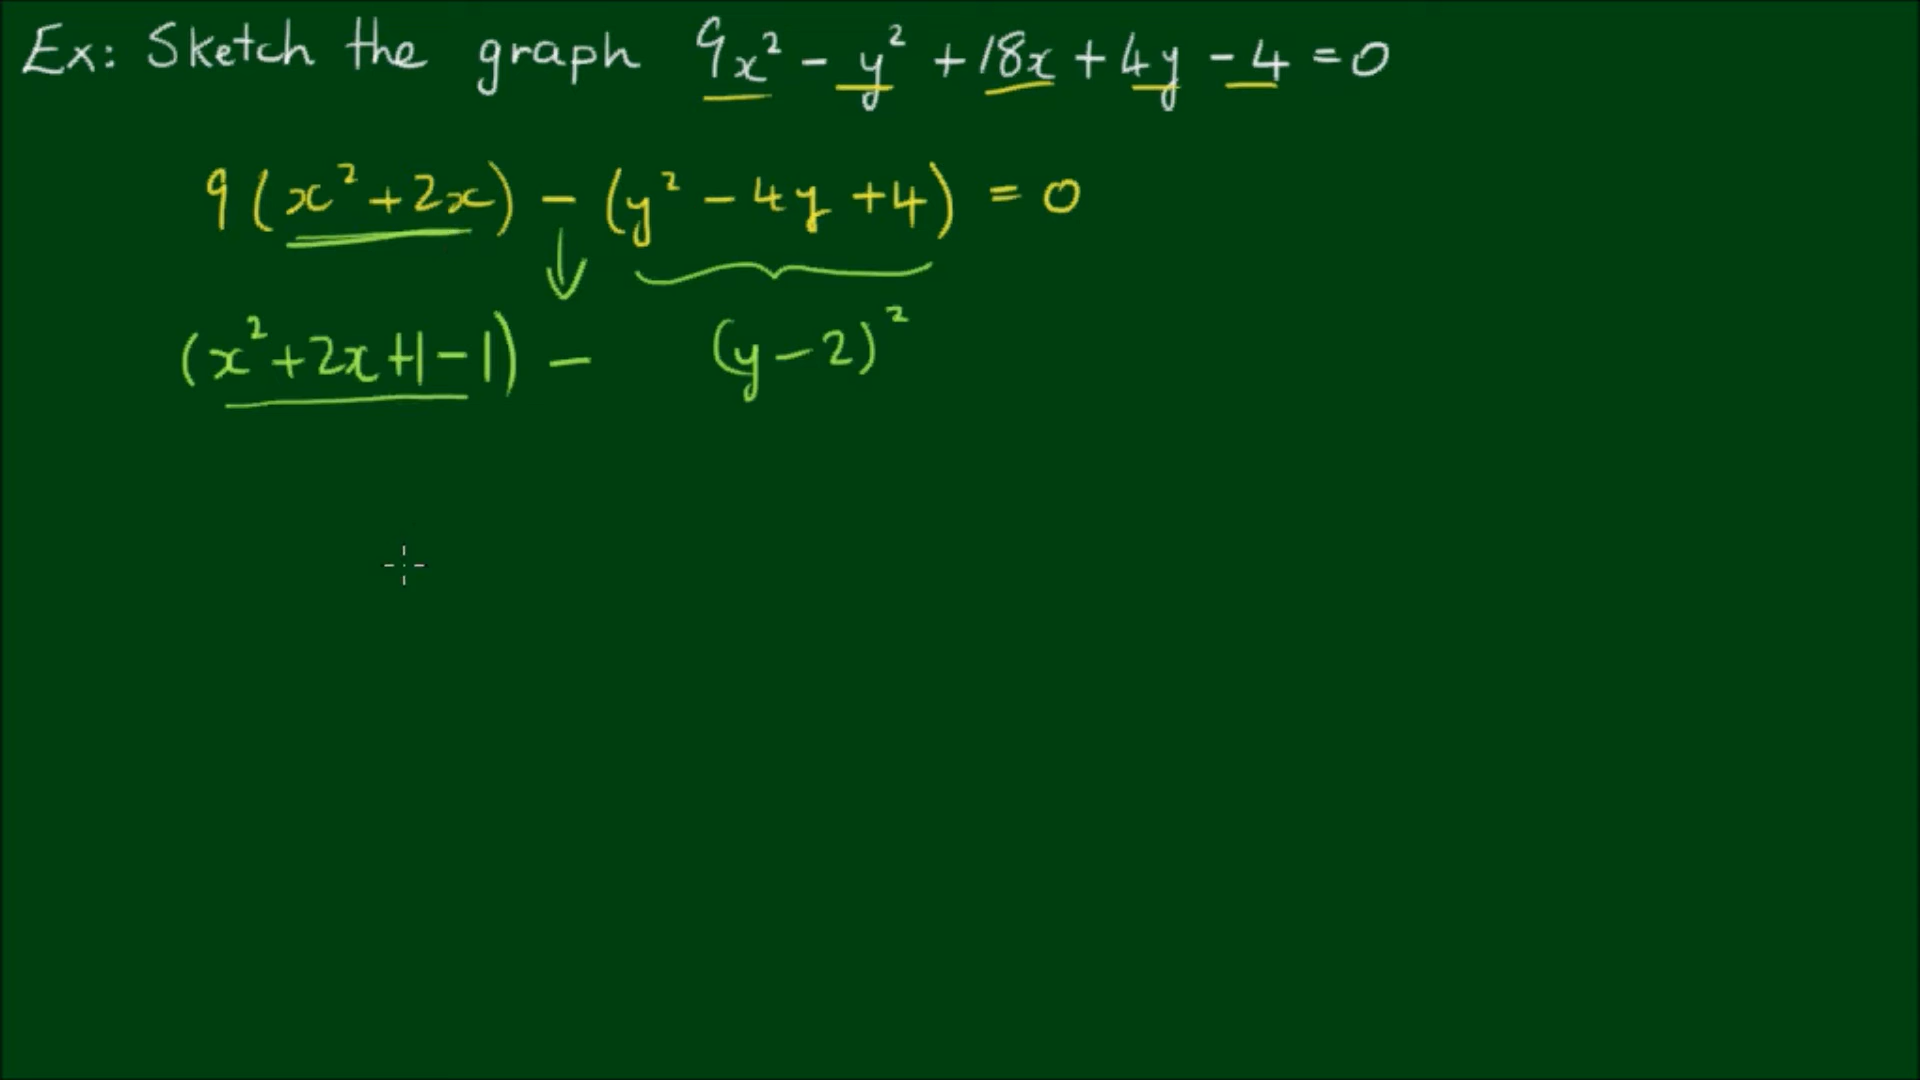 Ex: Sketch the graph 9x² - y² + 18x + 4y - 4 = 0
9(x² + 2x) - (y² - 4y + 4) = 0
(x² + 2x + 1 - 1) - (y - 2)²